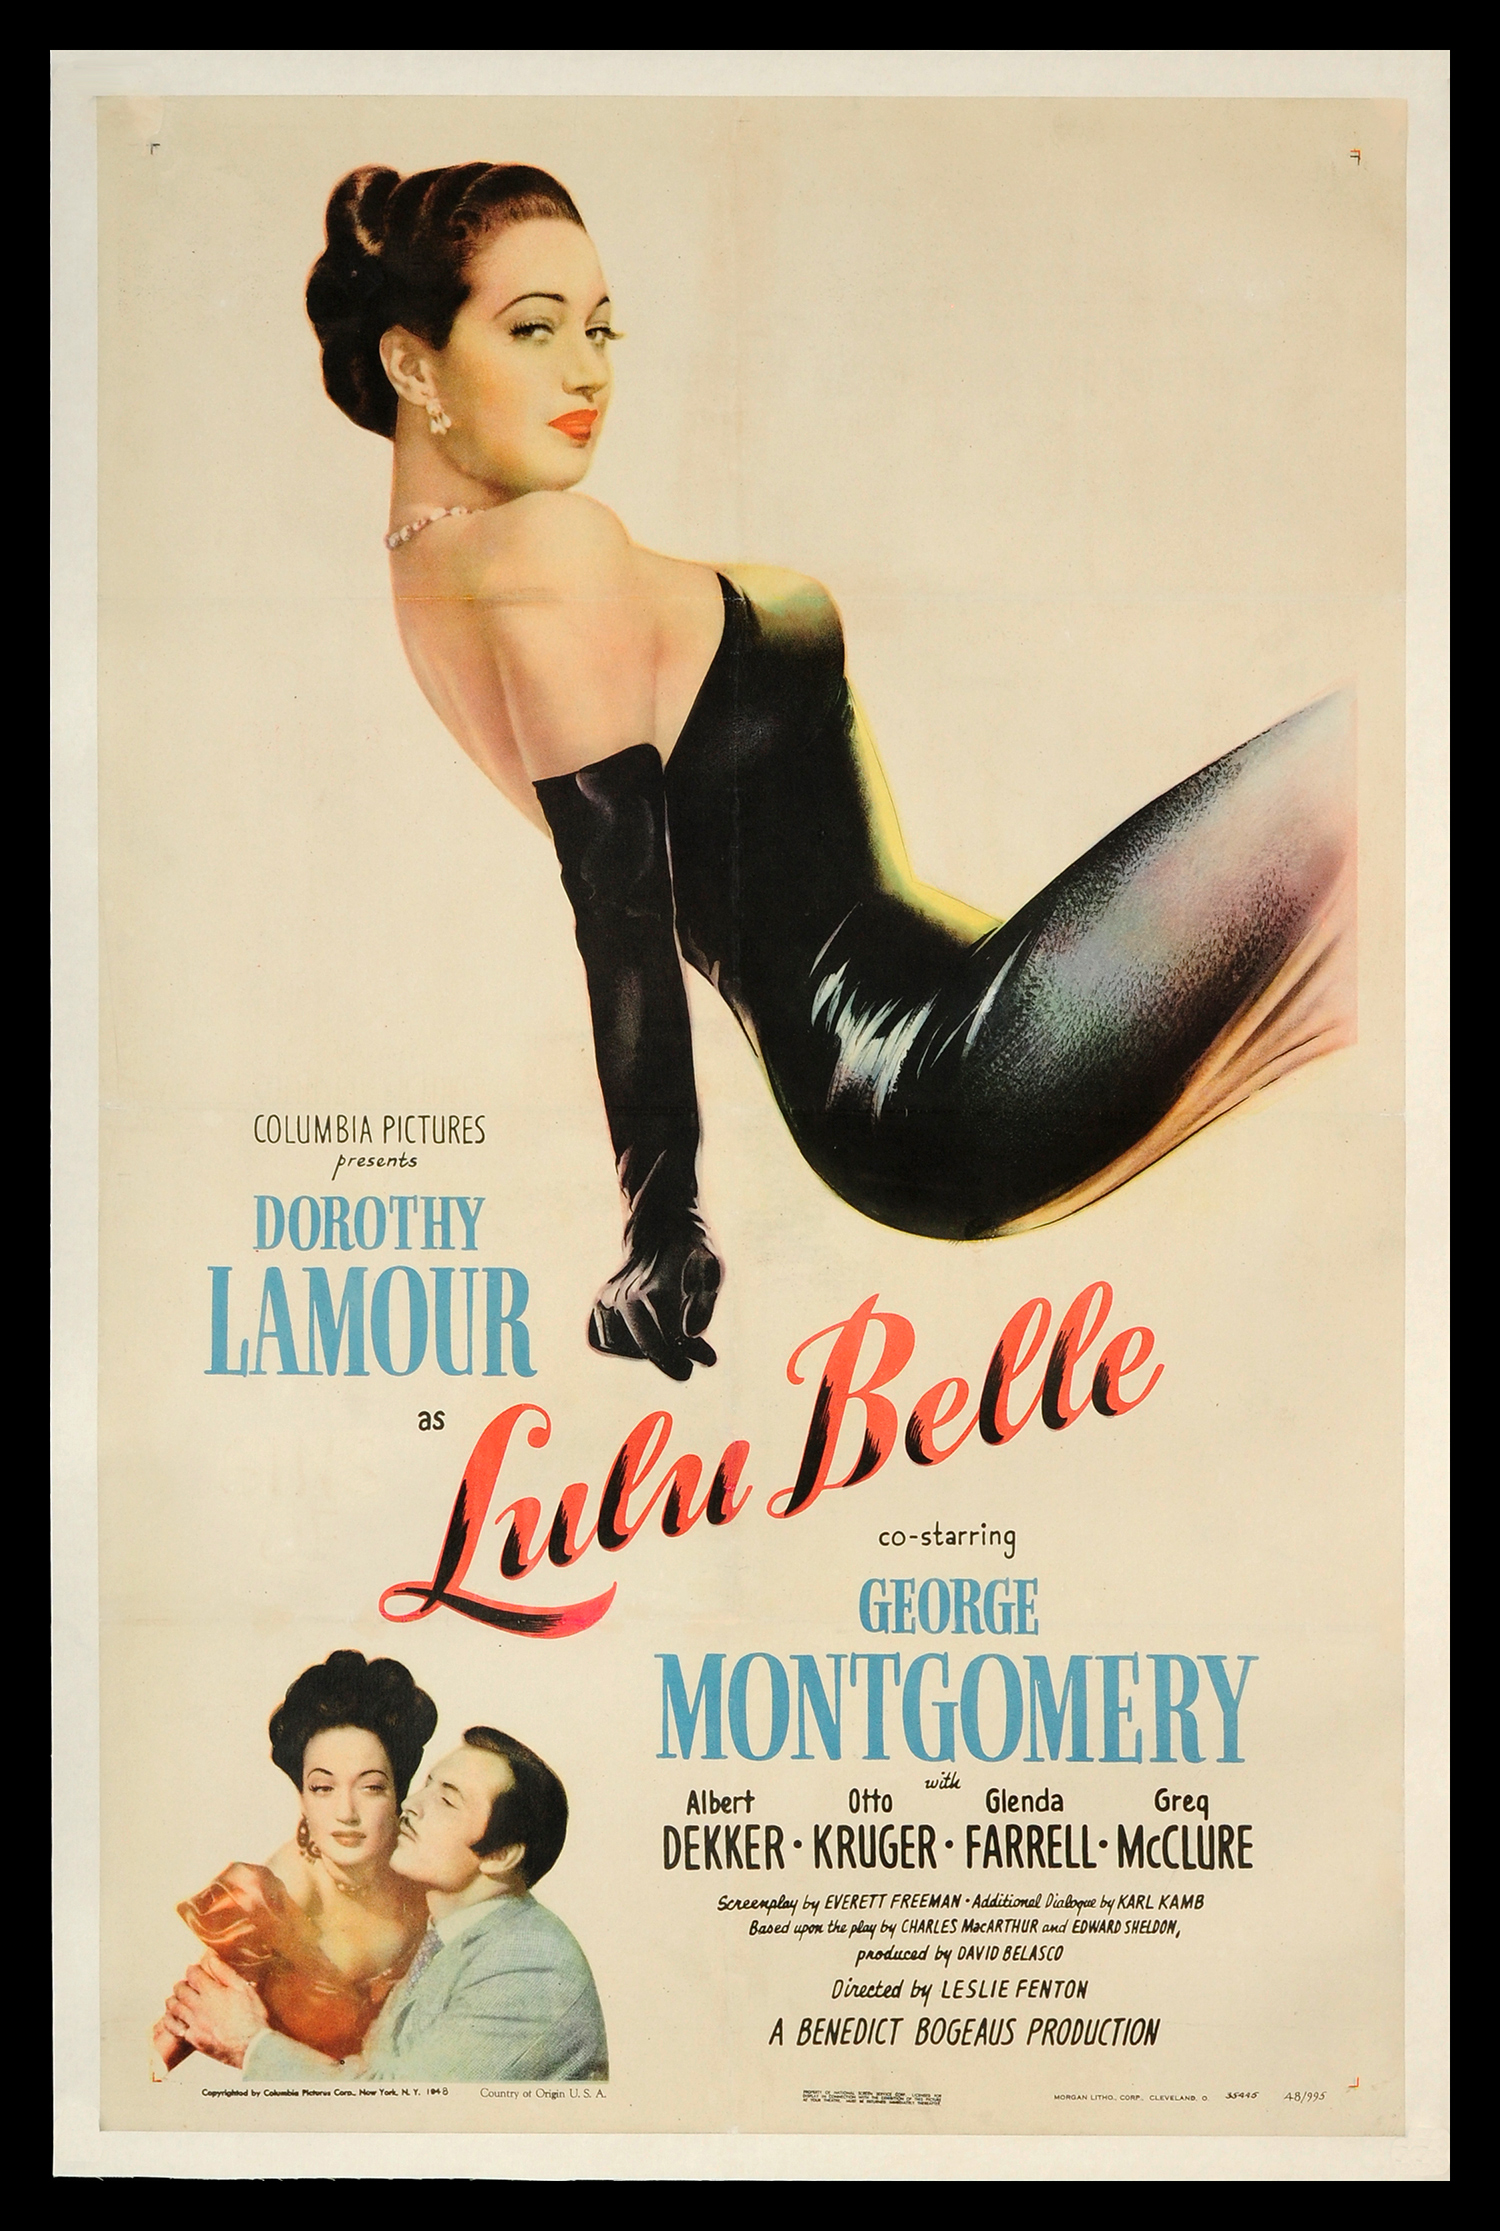 COLUMBIA PICTURES
presents
DOROTHY
LAMOUR
as
Lulu Belle
co-starring
GEORGE
MONTGOMERY
with
Albert Otto Glenda Greg
DEKKER • KRUGER • FARRELL • McCLURE
Screenplay by EVERETT FREEMAN • Additional Dialogue by KARL KAMB
Based upon the play by CHARLES MacARTHUR and EDWARD SHELDON,
produced by DAVID BELASCO
Directed by LESLIE FENTON
A BENEDICT BOGEAUS PRODUCTION
Copyrighted by Columbia Pictures Corp., New York, N. Y. 1948 Country of Origin U. S. A.
MORGAN LITHO. CORP., CLEVELAND, O. 35445 48/995